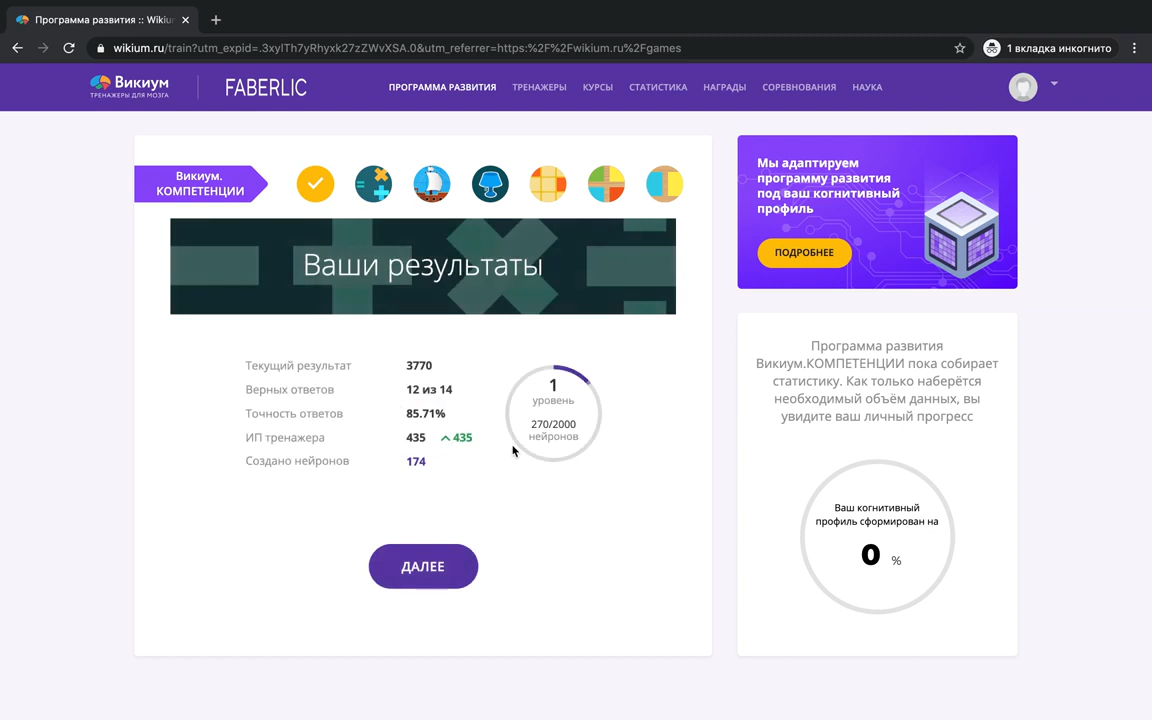 Программа развития :: Wikiu
wikium.ru/train?utm_expid=.3xyITh7yRhyxk27zZWvXSA.0&utm_referrer=https:%2F%2Fwikium.ru%2Fgames
1 вкладка инкогнито
Викиум
ТРЕНАЖЕРЫ ДЛЯ МОЗГА
FABERLIC
ПРОГРАММА РАЗВИТИЯ
ТРЕНАЖЕРЫ
КУРСЫ
СТАТИСТИКА
НАГРАДЫ
СОРЕВНОВАНИЯ
НАУКА
Викиум.
КОМПЕТЕНЦИИ
Ваши результаты
Текущий результат 3770
Верных ответов 12 из 14
Точность ответов 85.71%
ИП тренажера 435 435
Создано нейронов 174
1
уровень
270/2000
нейронов
ДАЛЕЕ
Мы адаптируем
программу развития
под ваш когнитивный
профиль
ПОДРОБНЕЕ
Программа развития
Викиум.КОМПЕТЕНЦИИ пока собирает
статистику. Как только наберётся
необходимый объём данных, вы
увидите ваш личный прогресс
Ваш когнитивный
профиль сформирован на
0 %